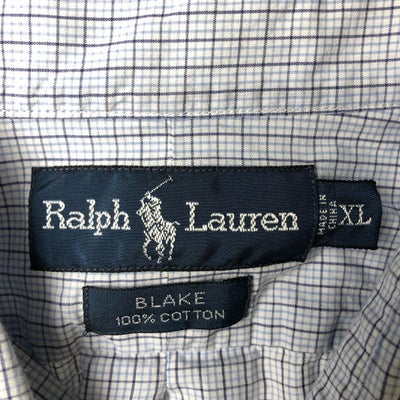 Ralph Lauren
MADE IN CHINA
XL
BLAKE
100% COTTON